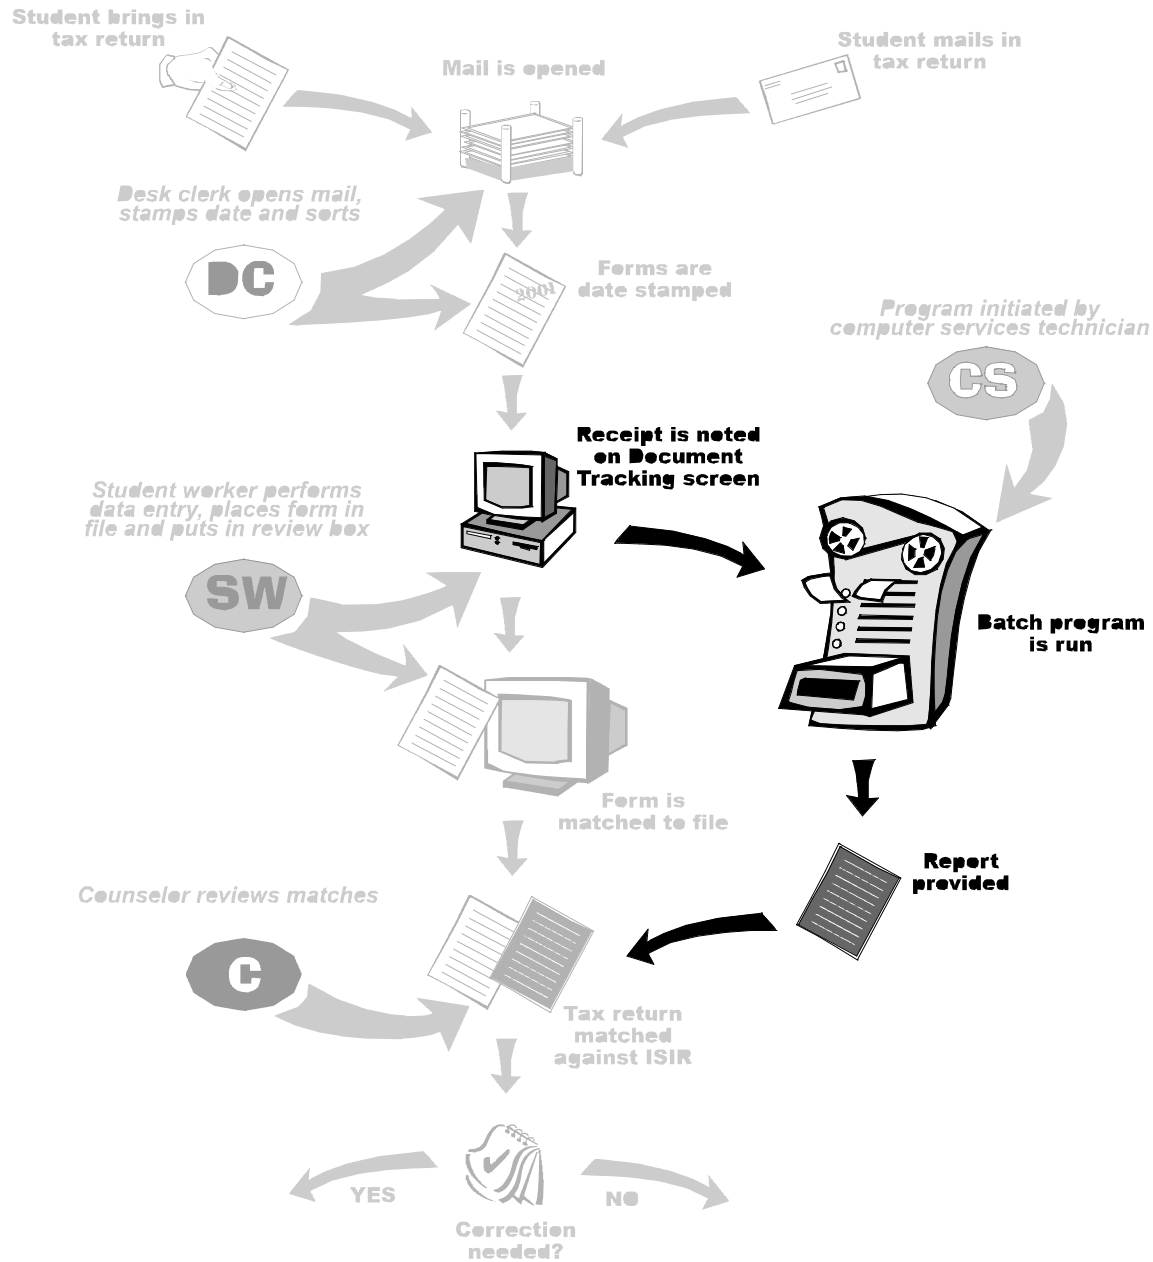 Student brings in
tax return
Mail is opened
Student mails in
tax return
Desk clerk opens mail,
stamps date and sorts
DC
2001
Forms are
date stamped
Program initiated by
computer services technician
CS
Receipt is noted
on Document
Tracking screen
Student worker performs
data entry, places form in
file and puts in review box
SW
Batch program
is run
Form is
matched to file
Report
provided
Counselor reviews matches
C
Tax return
matched
against ISIR
YES
NO
Correction
needed?